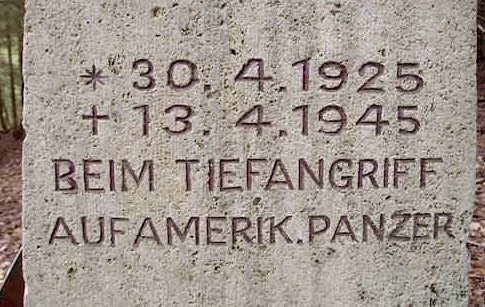 * 30. 4. 1925
+ 13. 4. 1945
BEIM TIEFANGRIFF
AUF AMERIK. PANZER